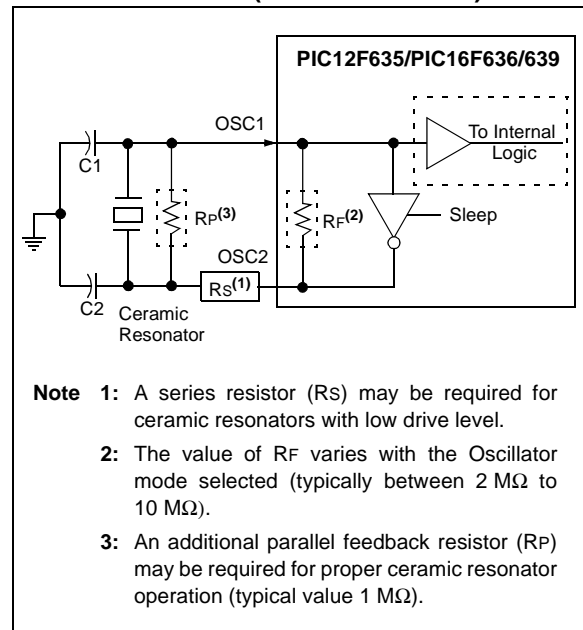 PIC12F635/PIC16F636/639
OSC1
To Internal
Logic
C1
RP(3)
RF(2)
Sleep
OSC2
RS(1)
C2
Ceramic
Resonator
Note 1: A series resistor (RS) may be required for
ceramic resonators with low drive level.
2: The value of RF varies with the Oscillator
mode selected (typically between 2 MΩ to
10 MΩ).
3: An additional parallel feedback resistor (RP)
may be required for proper ceramic resonator
operation (typical value 1 MΩ).